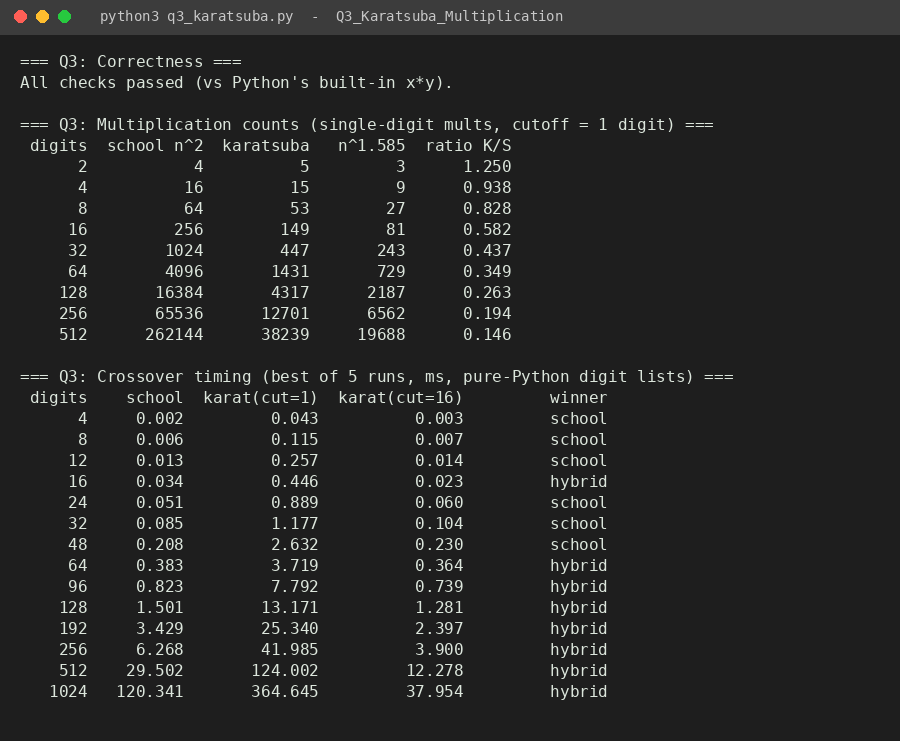 python3 q3_karatsuba.py  -  Q3_Karatsuba_Multiplication
=== Q3: Correctness ===
All checks passed (vs Python's built-in x*y).
=== Q3: Multiplication counts (single-digit mults, cutoff = 1 digit) ===
 digits  school n^2  karatsuba   n^1.585  ratio K/S
      2           4          5         3      1.250
      4          16         15         9      0.938
      8          64         53        27      0.828
     16         256        149        81      0.582
     32        1024        447       243      0.437
     64        4096       1431       729      0.349
    128       16384       4317      2187      0.263
    256       65536      12701      6562      0.194
    512      262144      38239     19688      0.146
=== Q3: Crossover timing (best of 5 runs, ms, pure-Python digit lists) ===
 digits    school  karat(cut=1)  karat(cut=16)         winner
      4     0.002         0.043          0.003         school
      8     0.006         0.115          0.007         school
     12     0.013         0.257          0.014         school
     16     0.034         0.446          0.023         hybrid
     24     0.051         0.889          0.060         school
     32     0.085         1.177          0.104         school
     48     0.208         2.632          0.230         school
     64     0.383         3.719          0.364         hybrid
     96     0.823         7.792          0.739         hybrid
    128     1.501        13.171          1.281         hybrid
    192     3.429        25.340          2.397         hybrid
    256     6.268        41.985          3.900         hybrid
    512    29.502       124.002         12.278         hybrid
   1024   120.341       364.645         37.954         hybrid